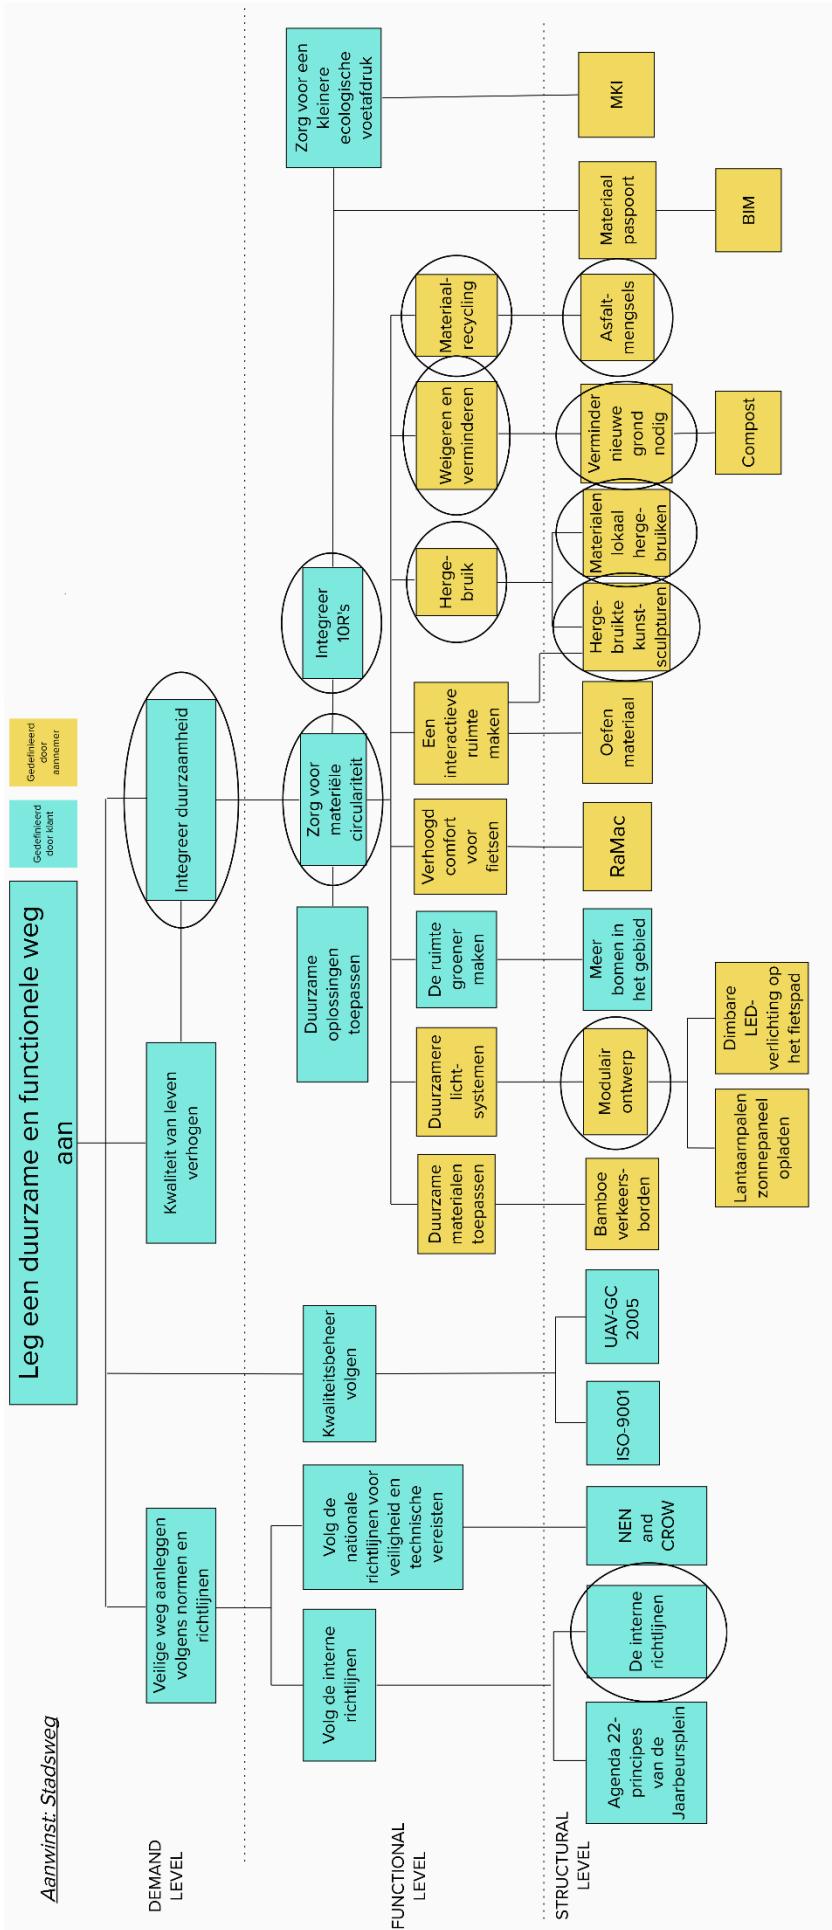 Aanwinst: Stadsweg
Leg een duurzame en functionele weg
aan
Gedefinieerd
door klant
Gedefinieerd
door
aannemer
DEMAND
LEVEL
Veilige weg aanleggen
volgens normen en
richtlijnen
Kwaliteit van leven
verhogen
Integreer duurzaamheid
FUNCTIONAL
LEVEL
Volg de interne
richtlijnen
Volg de
nationale
richtlijnen voor
veiligheid en
technische
vereisten
Kwaliteitsbeheer
volgen
Duurzame
oplossingen
toepassen
Zorg voor
materiële
circulariteit
Integreer
10R's
Zorg voor een
kleinere
ecologische
voetafdruk
Duurzame
materialen
toepassen
Duurzamere
licht-
systemen
De ruimte
groener
maken
Verhoogd
comfort
voor
fietsen
Een
interactieve
ruimte
maken
Herge-
bruik
Weigeren en
verminderen
Materiaal-
recycling
STRUCTURAL
LEVEL
Agenda 22-
principes
van de
Jaarbeursplein
De interne
richtlijnen
NEN
and
CROW
ISO-9001
UAV-GC
2005
Bamboe
verkeers-
borden
Modulair
ontwerp
Meer
bomen in
het gebied
RaMac
Oefen
materiaal
Herge-
bruikte
kunst-
sculpturen
Materialen
lokaal
herge-
bruiken
Verminder
nieuwe
grond
nodig
Asfalt-
mengsels
Materiaal
paspoort
MKI
Lantaarnpalen
zonnepaneel
opladen
Dimbare
LED-
verlichting op
het fietspad
Compost
BIM